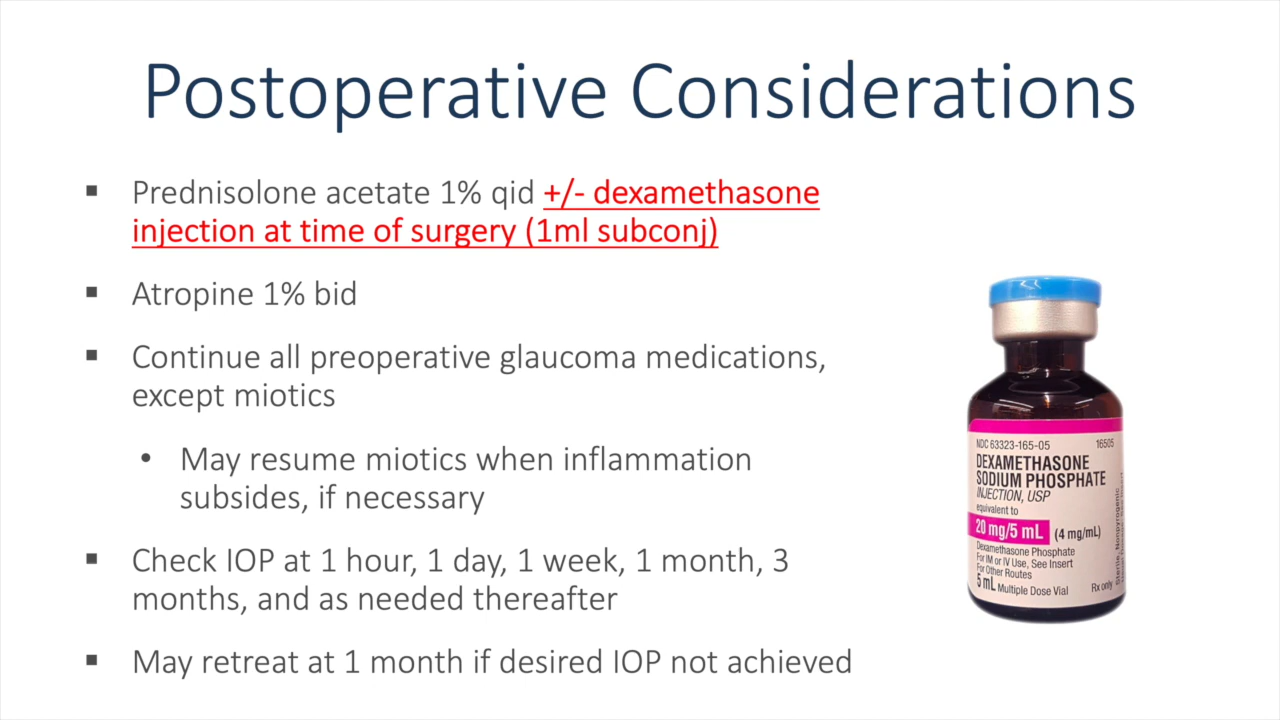 Postoperative Considerations
▪ Prednisolone acetate 1% qid +/- dexamethasone
injection at time of surgery (1ml subconj)
▪ Atropine 1% bid
▪ Continue all preoperative glaucoma medications,
except miotics
• May resume miotics when inflammation
subsides, if necessary
▪ Check IOP at 1 hour, 1 day, 1 week, 1 month, 3
months, and as needed thereafter
▪ May retreat at 1 month if desired IOP not achieved
NDC 63323-165-05 16505
DEXAMETHASONE
SODIUM PHOSPHATE
INJECTION, USP
equivalent to
20 mg/5 mL (4 mg/mL)
Dexamethasone Phosphate
For IM or IV Use, See Insert
For Other Routes
5 mL Multiple Dose Vial Rx only
Sterile, Nonpyrogenic